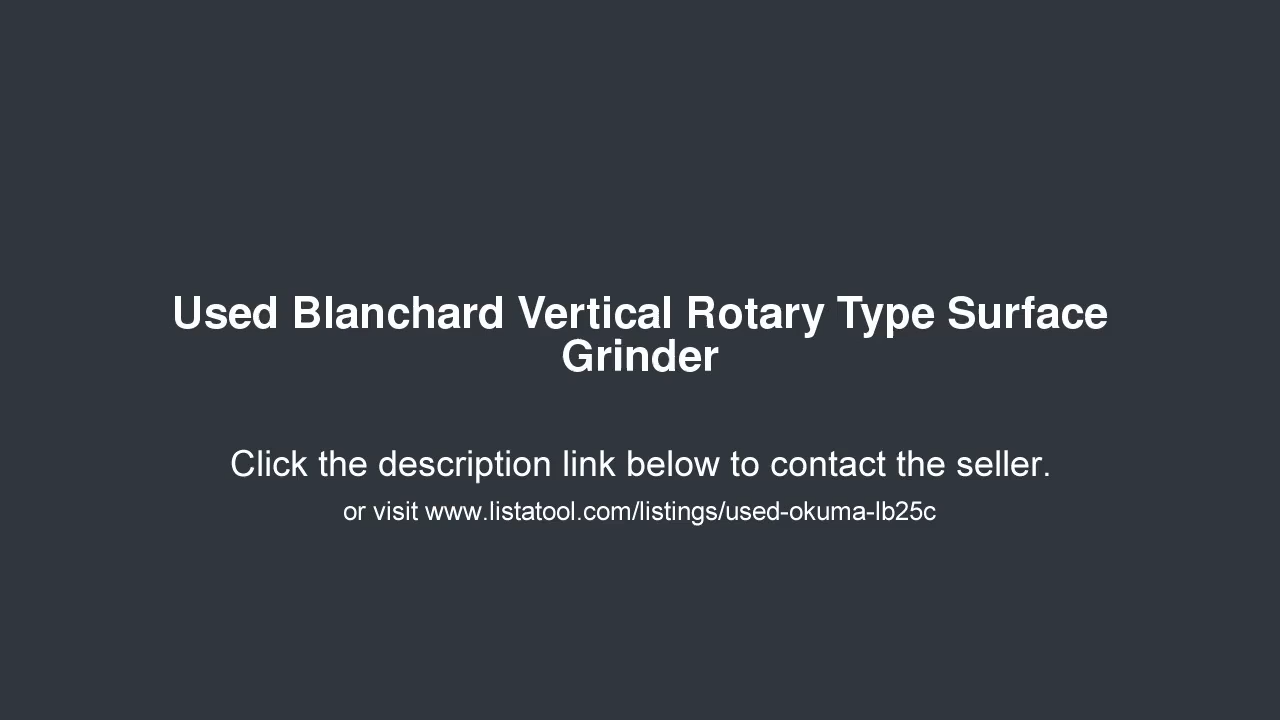 Used Blanchard Vertical Rotary Type Surface
Grinder
Click the description link below to contact the seller.
or visit www.listatool.com/listings/used-okuma-lb25c